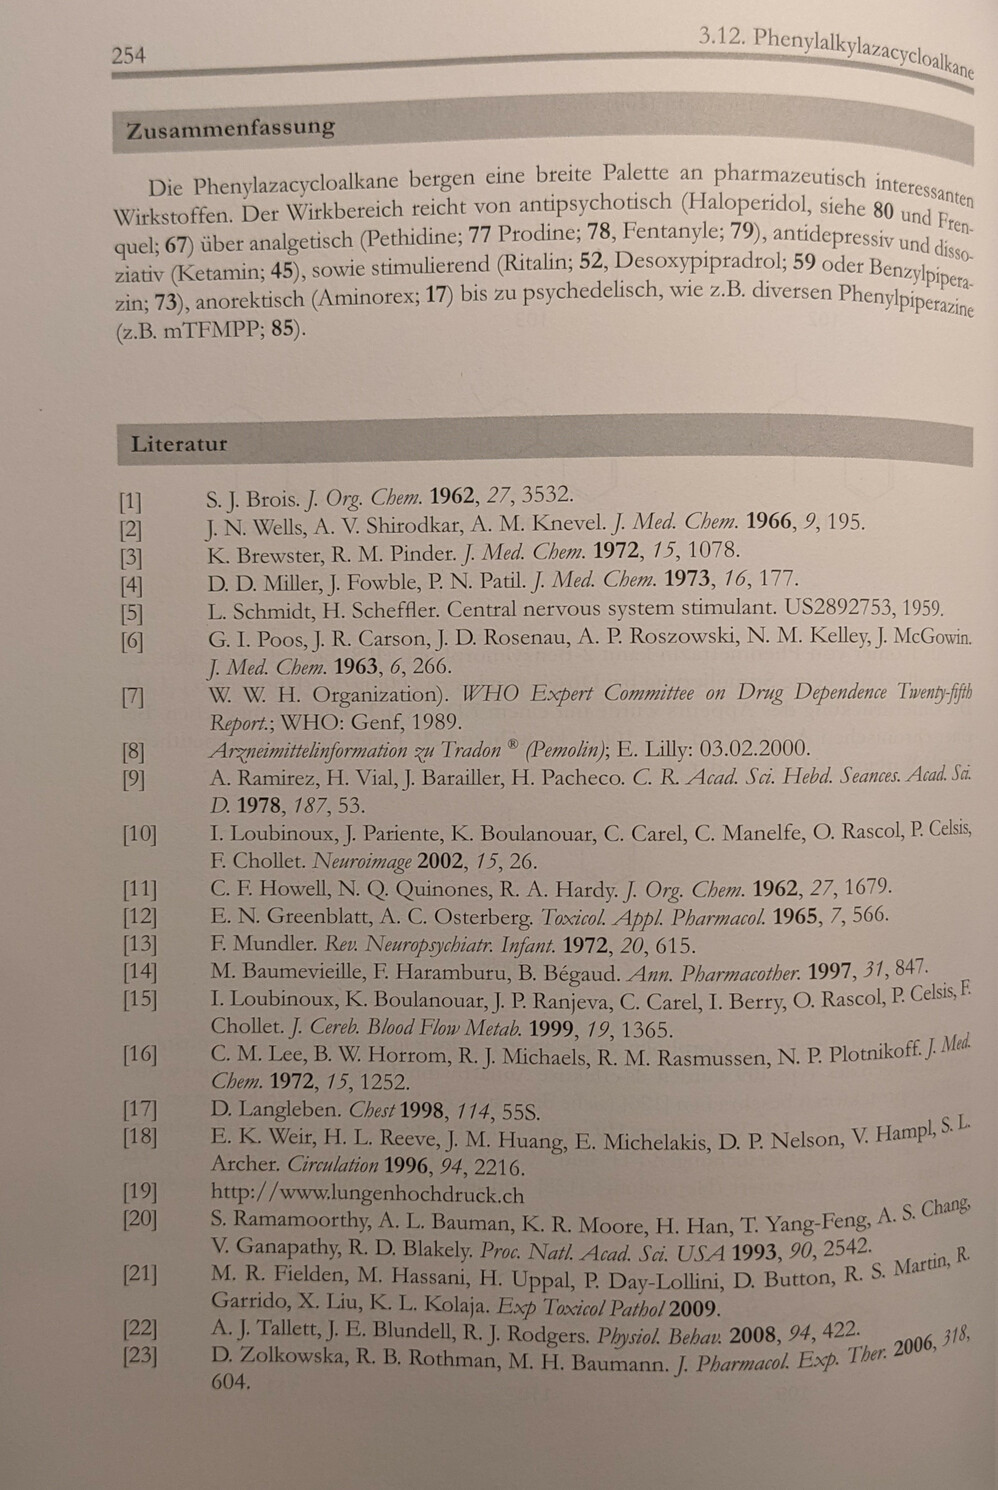 254
3.12. Phenylalkylazacycloalkane
Zusammenfassung
Die Phenylazacycloalkane bergen eine breite Palette an pharmazeutisch interessanten
Wirkstoffen. Der Wirkbereich reicht von antipsychotisch (Haloperidol, siehe 80 und Fren-
quel; 67) über analgetisch (Pethidine; 77 Prodine; 78, Fentanyle; 79), antidepressiv und disso-
ziativ (Ketamin; 45), sowie stimulierend (Ritalin; 52, Desoxypipradrol; 59 oder Benzylpipera-
zin; 73), anorektisch (Aminorex; 17) bis zu psychedelisch, wie z.B. diversen Phenylpiperazine
(z.B. mTFMPP; 85).
Literatur
[1] S. J. Brois. J. Org. Chem. 1962, 27, 3532.
[2] J. N. Wells, A. V. Shirodkar, A. M. Knevel. J. Med. Chem. 1966, 9, 195.
[3] K. Brewster, R. M. Pinder. J. Med. Chem. 1972, 15, 1078.
[4] D. D. Miller, J. Fowble, P. N. Patil. J. Med. Chem. 1973, 16, 177.
[5] L. Schmidt, H. Scheffler. Central nervous system stimulant. US2892753, 1959.
[6] G. I. Poos, J. R. Carson, J. D. Rosenau, A. P. Roszowski, N. M. Kelley, J. McGowin.
J. Med. Chem. 1963, 6, 266.
[7] W. W. H. Organization). WHO Expert Committee on Drug Dependence Twenty-fifth
Report.; WHO: Genf, 1989.
[8] Arzneimittelinformation zu Tradon ® (Pemolin); E. Lilly: 03.02.2000.
[9] A. Ramirez, H. Vial, J. Barailler, H. Pacheco. C. R. Acad. Sci. Hebd. Seances. Acad. Sci.
D. 1978, 187, 53.
[10] I. Loubinoux, J. Pariente, K. Boulanouar, C. Carel, C. Manelfe, O. Rascol, P. Celsis,
F. Chollet. Neuroimage 2002, 15, 26.
[11] C. F. Howell, N. Q. Quinones, R. A. Hardy. J. Org. Chem. 1962, 27, 1679.
[12] E. N. Greenblatt, A. C. Osterberg. Toxicol. Appl. Pharmacol. 1965, 7, 566.
[13] F. Mundler. Rev. Neuropsychiatr. Infant. 1972, 20, 615.
[14] M. Baumevieille, F. Haramburu, B. Bégaud. Ann. Pharmacother. 1997, 31, 847.
[15] I. Loubinoux, K. Boulanouar, J. P. Ranjeva, C. Carel, I. Berry, O. Rascol, P. Celsis, F.
Chollet. J. Cereb. Blood Flow Metab. 1999, 19, 1365.
[16] C. M. Lee, B. W. Horrom, R. J. Michaels, R. M. Rasmussen, N. P. Plotnikoff. J. Med.
Chem. 1972, 15, 1252.
[17] D. Langleben. Chest 1998, 114, 55S.
[18] E. K. Weir, H. L. Reeve, J. M. Huang, E. Michelakis, D. P. Nelson, V. Hampl, S. L.
Archer. Circulation 1996, 94, 2216.
[19] http://www.lungenhochdruck.ch
[20] S. Ramamoorthy, A. L. Bauman, K. R. Moore, H. Han, T. Yang-Feng, A. S. Chang,
V. Ganapathy, R. D. Blakely. Proc. Natl. Acad. Sci. USA 1993, 90, 2542.
[21] M. R. Fielden, M. Hassani, H. Uppal, P. Day-Lollini, D. Button, R. S. Martin, R.
Garrido, X. Liu, K. L. Kolaja. Exp Toxicol Pathol 2009.
[22] A. J. Tallett, J. E. Blundell, R. J. Rodgers. Physiol. Behav. 2008, 94, 422.
[23] D. Zolkowska, R. B. Rothman, M. H. Baumann. J. Pharmacol. Exp. Ther. 2006, 318,
604.